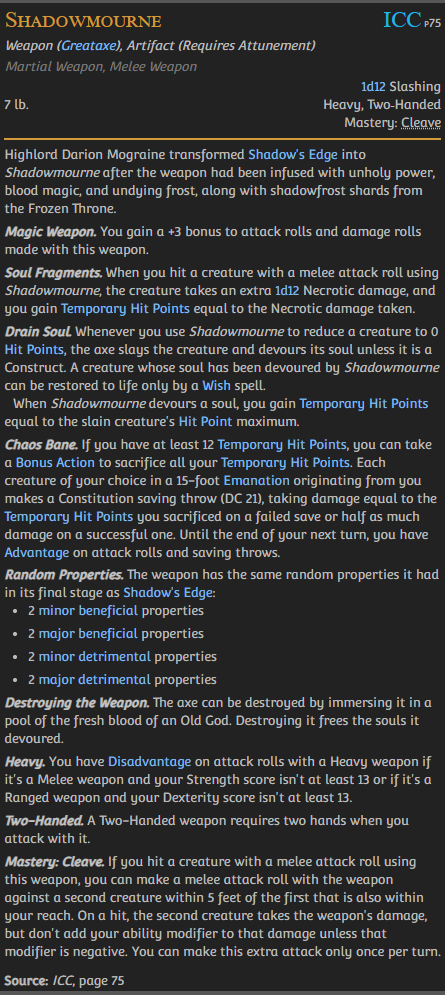 SHADOWMOURNE ICC P75
Weapon (Greataxe), Artifact (Requires Attunement)
Martial Weapon, Melee Weapon
1d12 Slashing
7 lb. Heavy, Two-Handed
Mastery: Cleave
Highlord Darion Mograine transformed Shadow's Edge into
Shadowmourne after the weapon had been infused with unholy power,
blood magic, and undying frost, along with shadowfrost shards from
the Frozen Throne.
Magic Weapon. You gain a +3 bonus to attack rolls and damage rolls
made with this weapon.
Soul Fragments. When you hit a creature with a melee attack roll using
Shadowmourne, the creature takes an extra 1d12 Necrotic damage, and
you gain Temporary Hit Points equal to the Necrotic damage taken.
Drain Soul. Whenever you use Shadowmourne to reduce a creature to 0
Hit Points, the axe slays the creature and devours its soul unless it is a
Construct. A creature whose soul has been devoured by Shadowmourne
can be restored to life only by a Wish spell.
When Shadowmourne devours a soul, you gain Temporary Hit Points
equal to the slain creature's Hit Point maximum.
Chaos Bane. If you have at least 12 Temporary Hit Points, you can take
a Bonus Action to sacrifice all your Temporary Hit Points. Each
creature of your choice in a 15-foot Emanation originating from you
makes a Constitution saving throw (DC 21), taking damage equal to the
Temporary Hit Points you sacrificed on a failed save or half as much
damage on a successful one. Until the end of your next turn, you have
Advantage on attack rolls and saving throws.
Random Properties. The weapon has the same random properties it had
in its final stage as Shadow's Edge:
• 2 minor beneficial properties
• 2 major beneficial properties
• 2 minor detrimental properties
• 2 major detrimental properties
Destroying the Weapon. The axe can be destroyed by immersing it in a
pool of the fresh blood of an Old God. Destroying it frees the souls it
devoured.
Heavy. You have Disadvantage on attack rolls with a Heavy weapon if
it's a Melee weapon and your Strength score isn't at least 13 or if it's a
Ranged weapon and your Dexterity score isn't at least 13.
Two-Handed. A Two-Handed weapon requires two hands when you
attack with it.
Mastery: Cleave. If you hit a creature with a melee attack roll using
this weapon, you can make a melee attack roll with the weapon
against a second creature within 5 feet of the first that is also within
your reach. On a hit, the second creature takes the weapon's damage,
but don't add your ability modifier to that damage unless that
modifier is negative. You can make this extra attack only once per turn.
Source: ICC, page 75